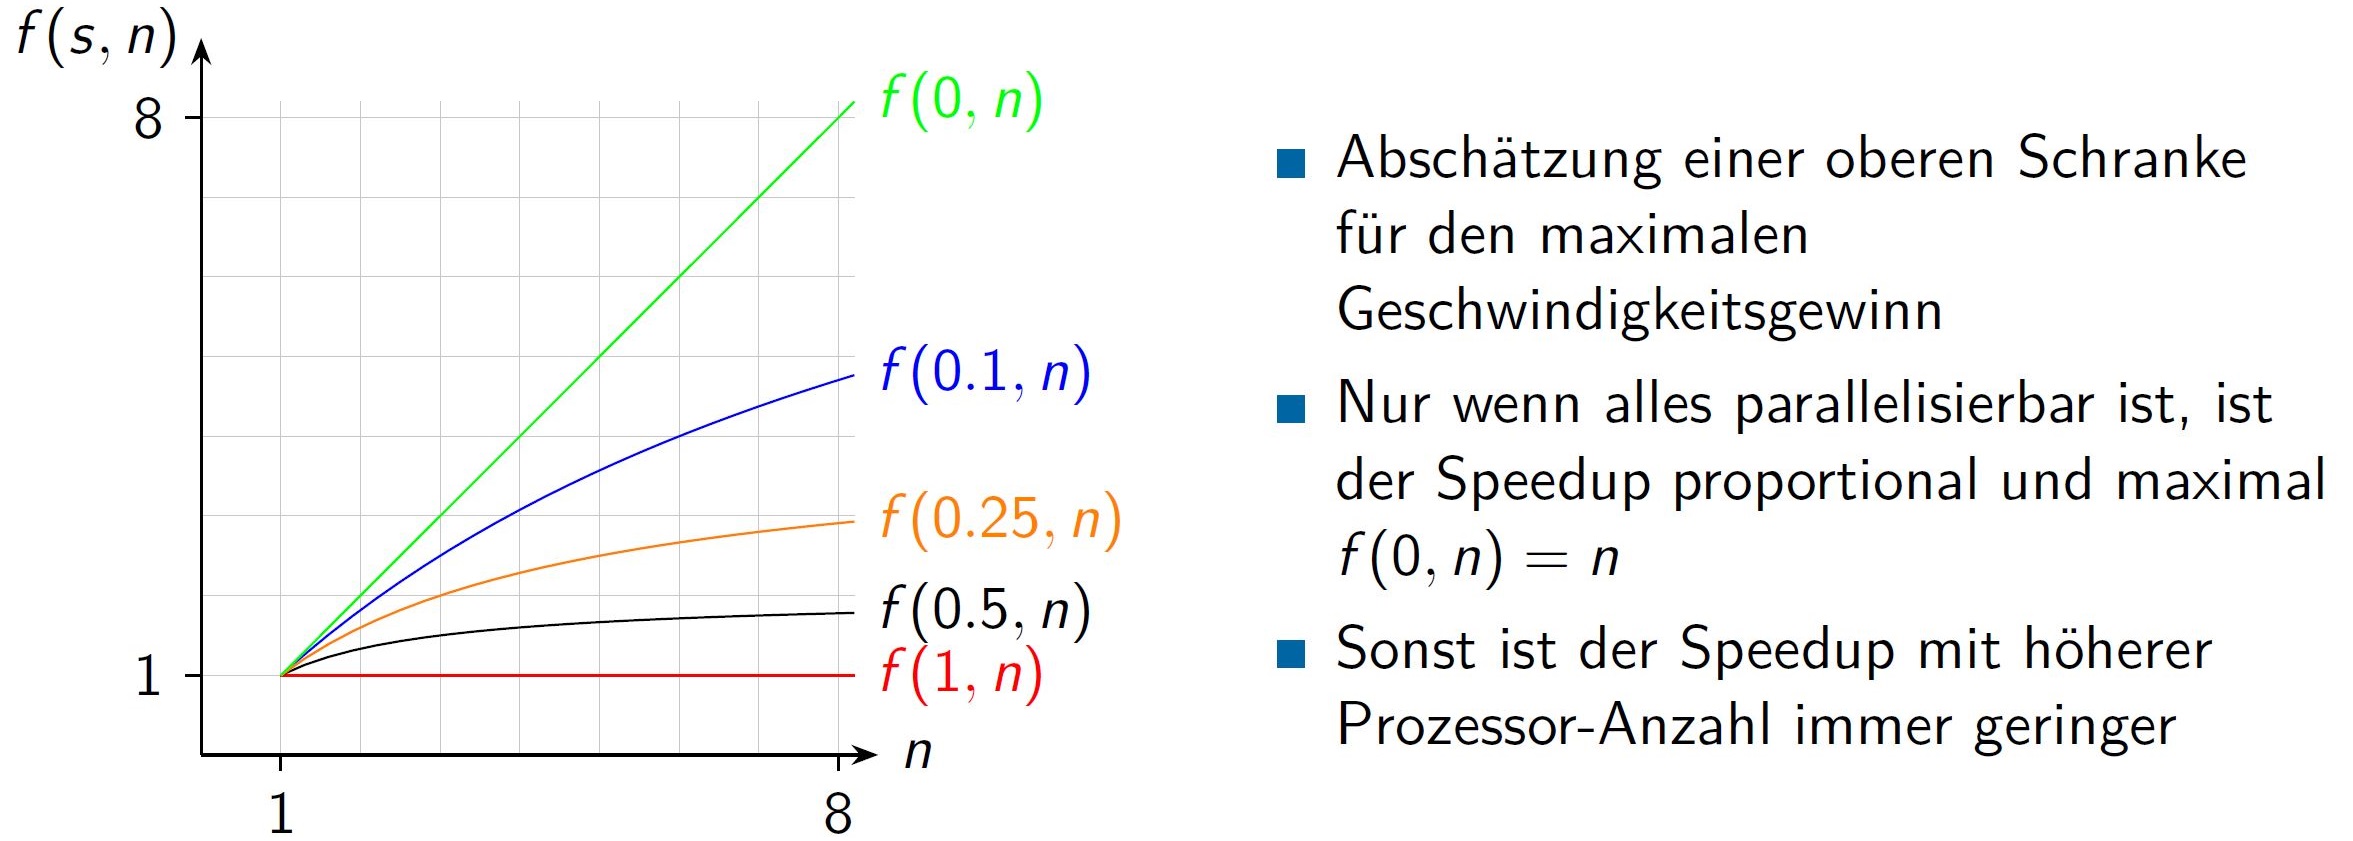 f(s, n)
8
1
1
8
n
f(0, n)
f(0.1, n)
f(0.25, n)
f(0.5, n)
f(1, n)
Abschätzung einer oberen Schranke
für den maximalen
Geschwindigkeitsgewinn
Nur wenn alles parallelisierbar ist, ist
der Speedup proportional und maximal
f(0, n) = n
Sonst ist der Speedup mit höherer
Prozessor-Anzahl immer geringer